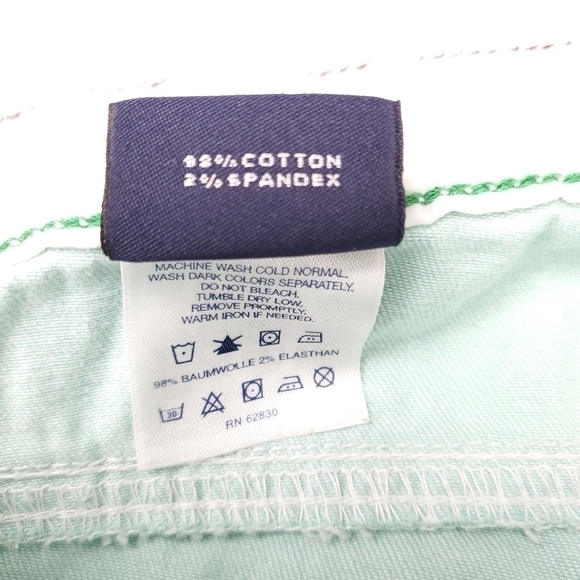 98% COTTON
2% SPANDEX
MACHINE WASH COLD NORMAL.
WASH DARK COLORS SEPARATELY.
DO NOT BLEACH.
TUMBLE DRY LOW.
REMOVE PROMPTLY.
WARM IRON IF NEEDED.
98% BAUMWOLLE 2% ELASTHAN
30
RN 62830